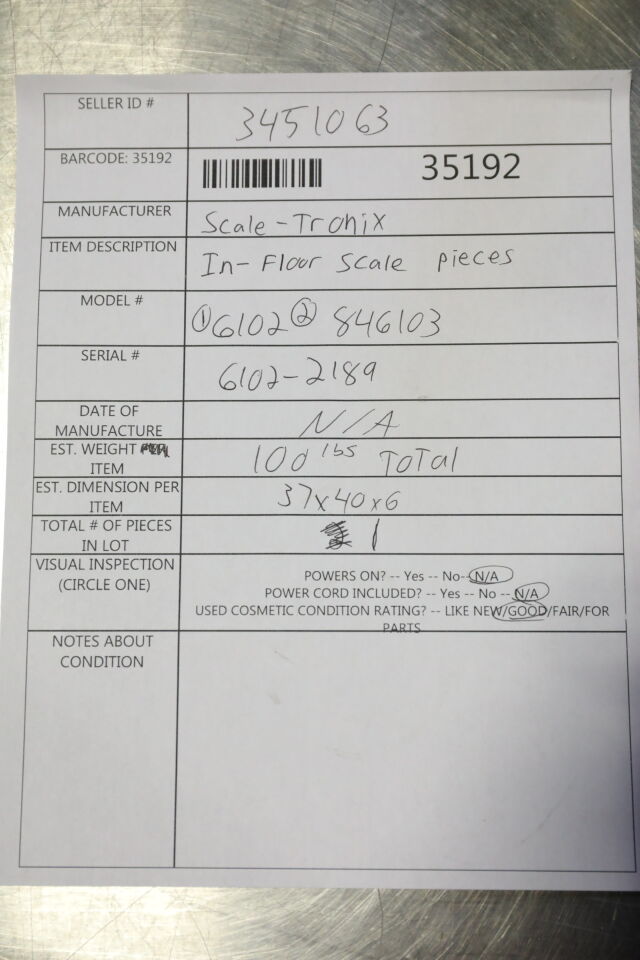 SELLER ID # 3451063
BARCODE: 35192 35192
MANUFACTURER Scale-Tronix
ITEM DESCRIPTION In-Floor Scale pieces
MODEL # ① 6102 ② 846103
SERIAL # 6102-2189
DATE OF
MANUFACTURE N/A
EST. WEIGHT
ITEM 100 lbs Total
EST. DIMENSION PER
ITEM 37x40x6
TOTAL # OF PIECES
IN LOT 1
VISUAL INSPECTION
(CIRCLE ONE)
POWERS ON? -- Yes -- No--N/A
POWER CORD INCLUDED? -- Yes -- No -- N/A
USED COSMETIC CONDITION RATING? -- LIKE NEW/GOOD/FAIR/FOR
PARTS
NOTES ABOUT
CONDITION